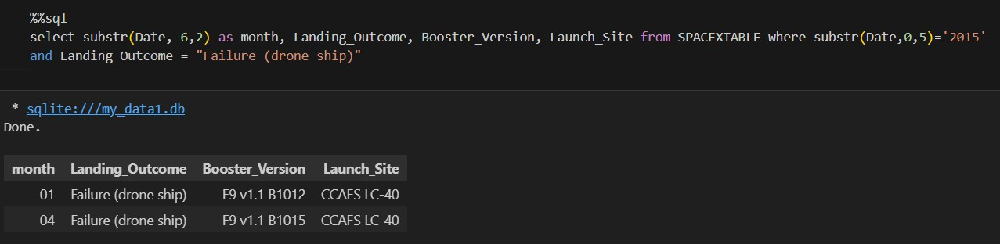 %%sql
select substr(Date, 6,2) as month, Landing_Outcome, Booster_Version, Launch_Site from SPACEXTABLE where substr(Date,0,5)='2015'
and Landing_Outcome = "Failure (drone ship)"
* sqlite:///my_data1.db
Done.
month Landing_Outcome Booster_Version Launch_Site
01 Failure (drone ship) F9 v1.1 B1012 CCAFS LC-40
04 Failure (drone ship) F9 v1.1 B1015 CCAFS LC-40